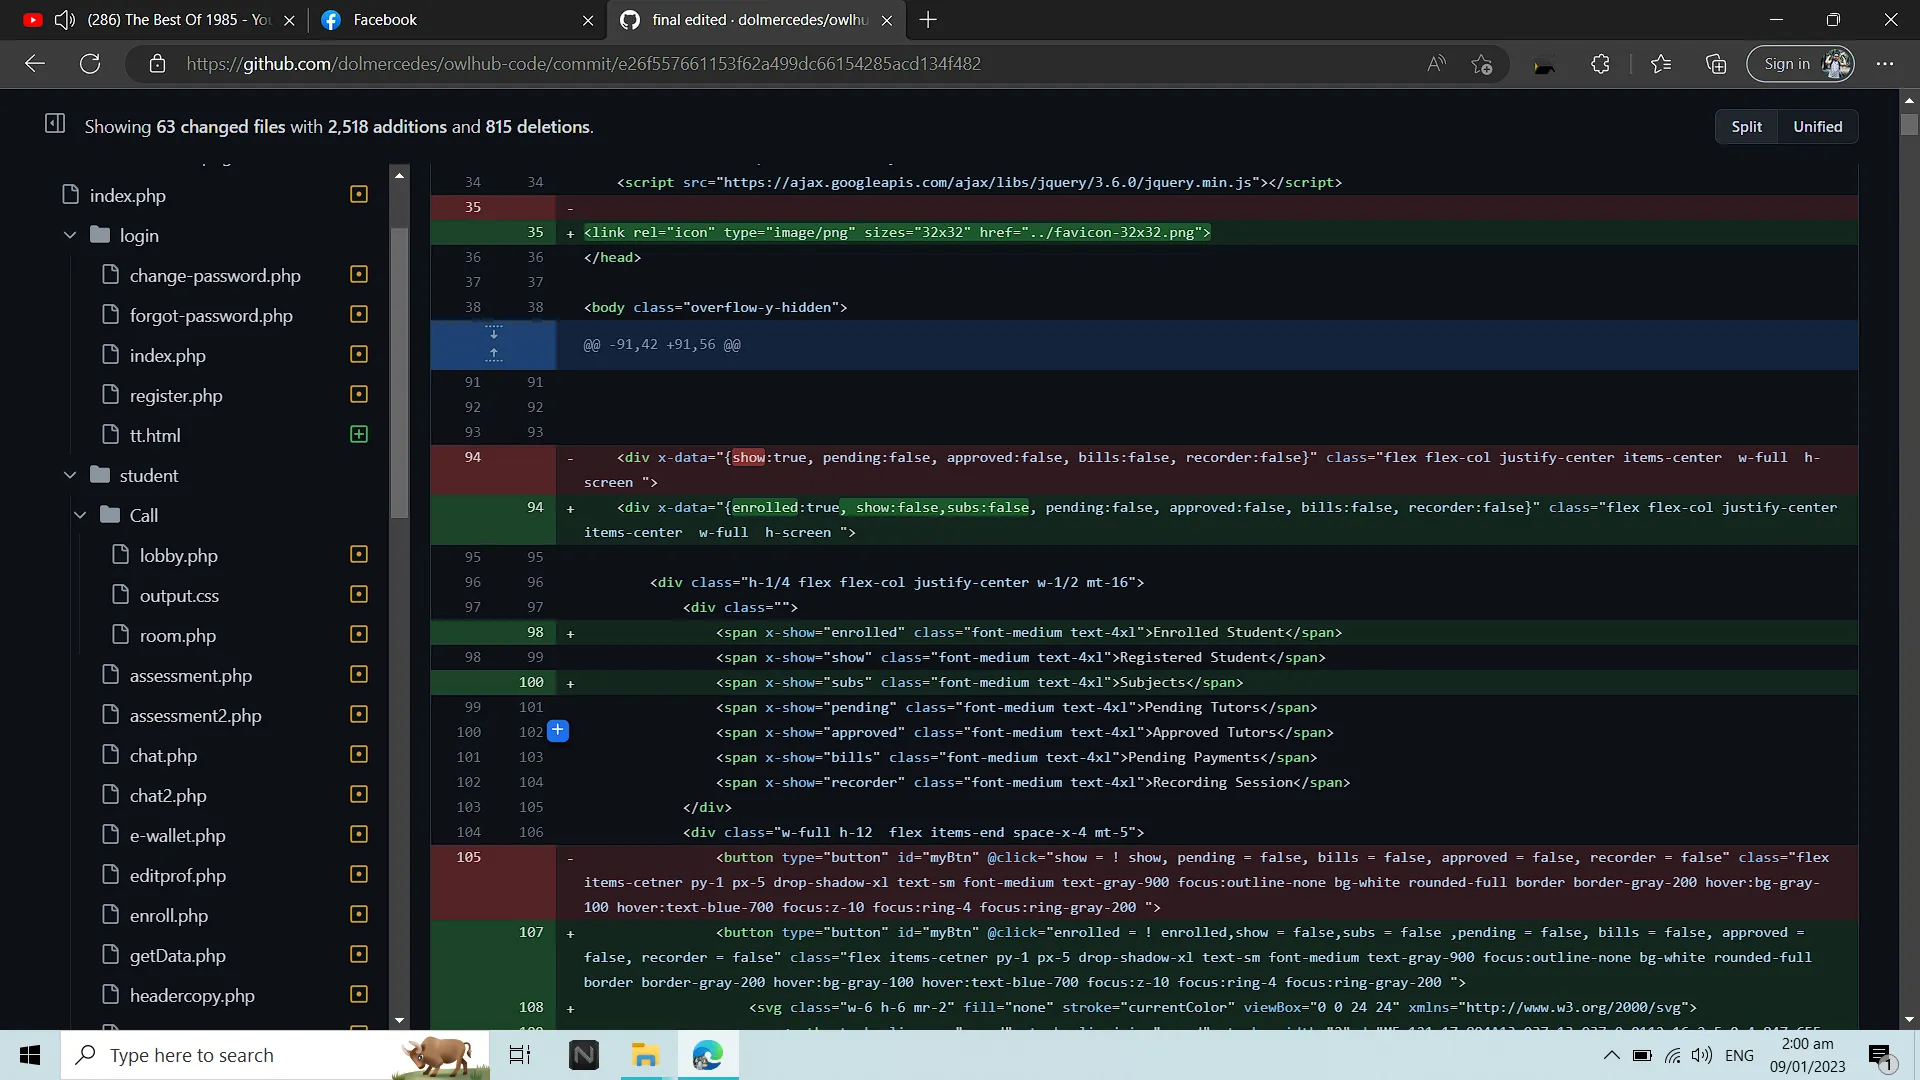 (286) The Best Of 1985 - You
Facebook
final edited · dolmercedes/owlhu
https://github.com/dolmercedes/owlhub-code/commit/e26f557661153f62a499dc66154285acd134f482
Sign in
Showing 63 changed files with 2,518 additions and 815 deletions.
Split
Unified
index.php
login
change-password.php
forgot-password.php
index.php
register.php
tt.html
student
Call
lobby.php
output.css
room.php
assessment.php
assessment2.php
chat.php
chat2.php
e-wallet.php
editprof.php
enroll.php
getData.php
headercopy.php
34 34 <script src="https://ajax.googleapis.com/ajax/libs/jquery/3.6.0/jquery.min.js"></script>
35 -
35 + <link rel="icon" type="image/png" sizes="32x32" href="../favicon-32x32.png">
36 36 </head>
37 37
38 38 <body class="overflow-y-hidden">
@@ -91,42 +91,56 @@
91 91
92 92
93 93
94 - <div x-data="{show:true, pending:false, approved:false, bills:false, recorder:false}" class="flex flex-col justify-center items-center  w-full  h-
screen ">
94 + <div x-data="{enrolled:true, show:false,subs:false, pending:false, approved:false, bills:false, recorder:false}" class="flex flex-col justify-center
items-center  w-full  h-screen ">
95 95
96 96 <div class="h-1/4 flex flex-col justify-center w-1/2 mt-16">
97 97 <div class="">
98 + <span x-show="enrolled" class="font-medium text-4xl">Enrolled Student</span>
98 99 <span x-show="show" class="font-medium text-4xl">Registered Student</span>
100 + <span x-show="subs" class="font-medium text-4xl">Subjects</span>
99 101 <span x-show="pending" class="font-medium text-4xl">Pending Tutors</span>
100 102 + <span x-show="approved" class="font-medium text-4xl">Approved Tutors</span>
101 103 <span x-show="bills" class="font-medium text-4xl">Pending Payments</span>
102 104 <span x-show="recorder" class="font-medium text-4xl">Recording Session</span>
103 105 </div>
104 106 <div class="w-full h-12  flex items-end space-x-4 mt-5">
105 - <button type="button" id="myBtn" @click="show = ! show, pending = false, bills = false, approved = false, recorder = false" class="flex
items-cetner py-1 px-5 drop-shadow-xl text-sm font-medium text-gray-900 focus:outline-none bg-white rounded-full border border-gray-200 hover:bg-gray-
100 hover:text-blue-700 focus:z-10 focus:ring-4 focus:ring-gray-200 ">
107 + <button type="button" id="myBtn" @click="enrolled = ! enrolled,show = false,subs = false ,pending = false, bills = false, approved =
false, recorder = false" class="flex items-cetner py-1 px-5 drop-shadow-xl text-sm font-medium text-gray-900 focus:outline-none bg-white rounded-full
border border-gray-200 hover:bg-gray-100 hover:text-blue-700 focus:z-10 focus:ring-4 focus:ring-gray-200 ">
108 + <svg class="w-6 h-6 mr-2" fill="none" stroke="currentColor" viewBox="0 0 24 24" xmlns="http://www.w3.org/2000/svg">
Type here to search
N
ENG
2:00 am
09/01/2023
1